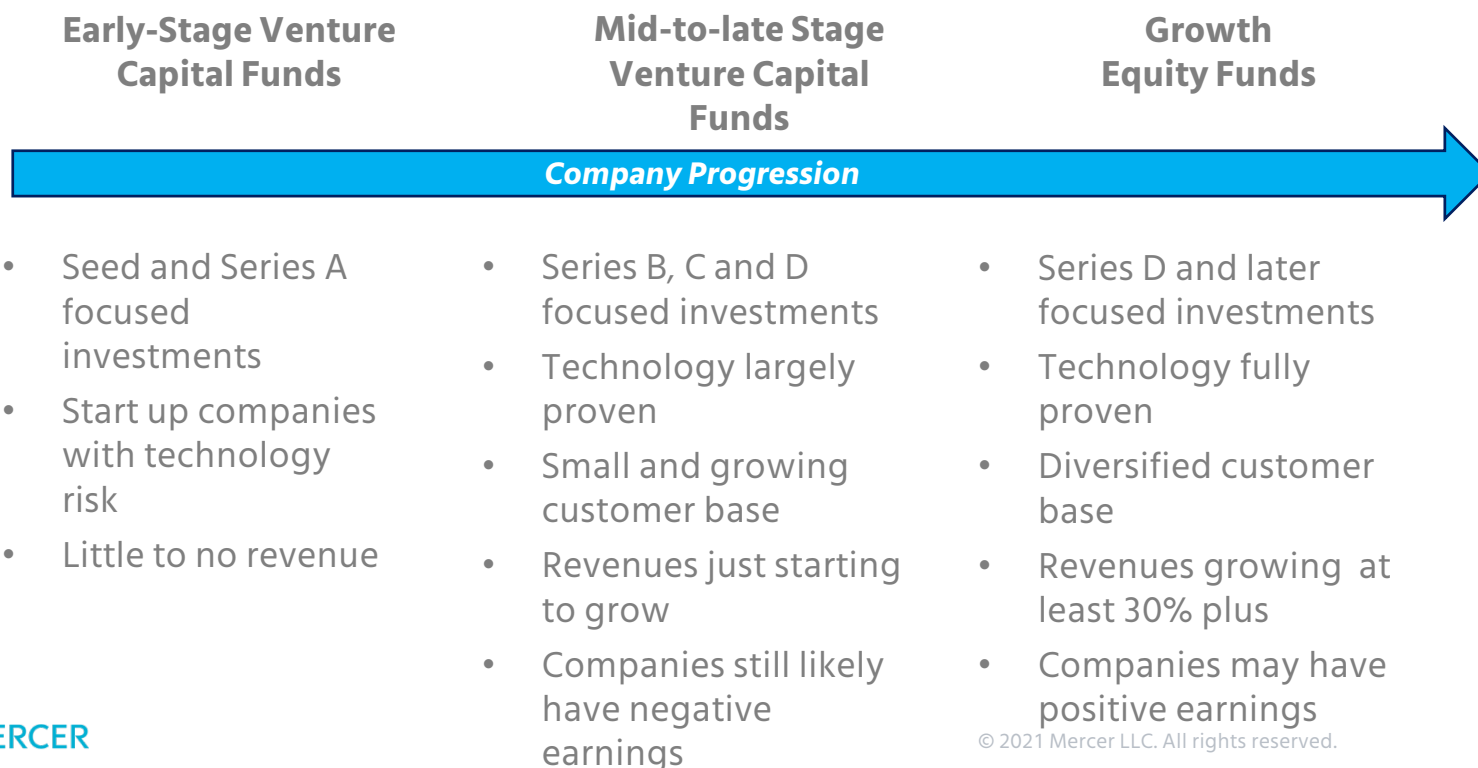 Early-Stage Venture
Capital Funds
Mid-to-late Stage
Venture Capital
Funds
Growth
Equity Funds
Company Progression
• Seed and Series A
focused
investments
• Start up companies
with technology
risk
• Little to no revenue
• Series B, C and D
focused investments
• Technology largely
proven
• Small and growing
customer base
• Revenues just starting
to grow
• Companies still likely
have negative
earnings
• Series D and later
focused investments
• Technology fully
proven
• Diversified customer
base
• Revenues growing  at
least 30% plus
• Companies may have
positive earnings
ERCER
© 2021 Mercer LLC. All rights reserved.